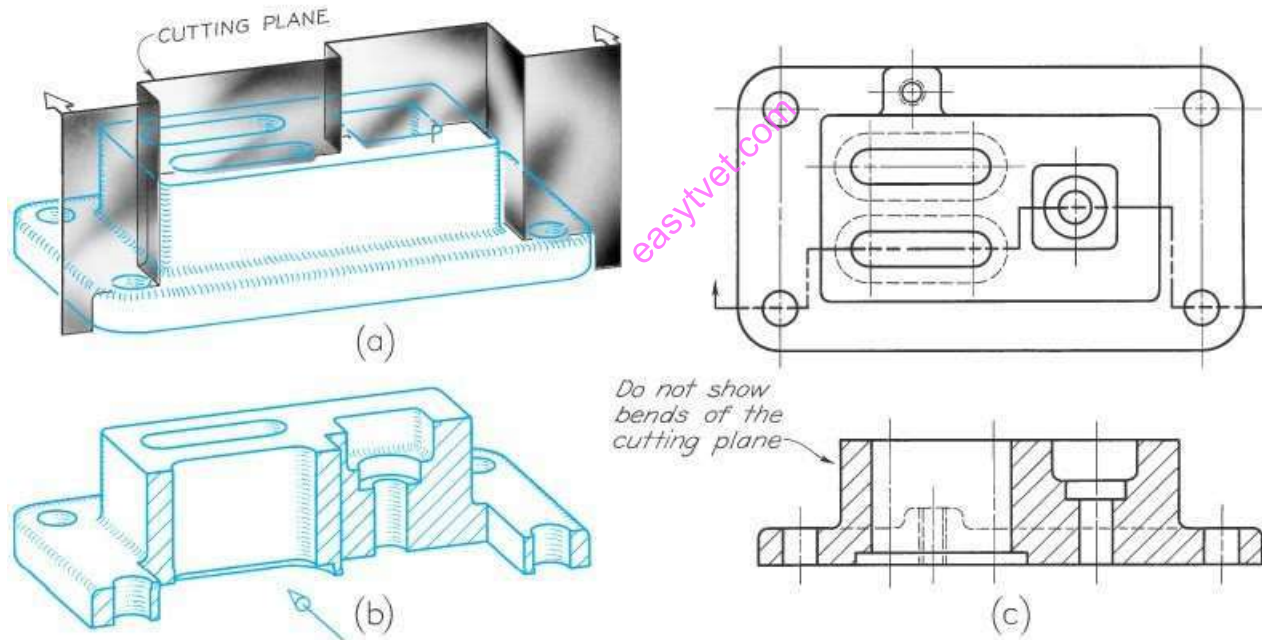 CUTTING PLANE
easytvet.com
(a)
Do not show
bends of the
cutting plane
(b)
(c)